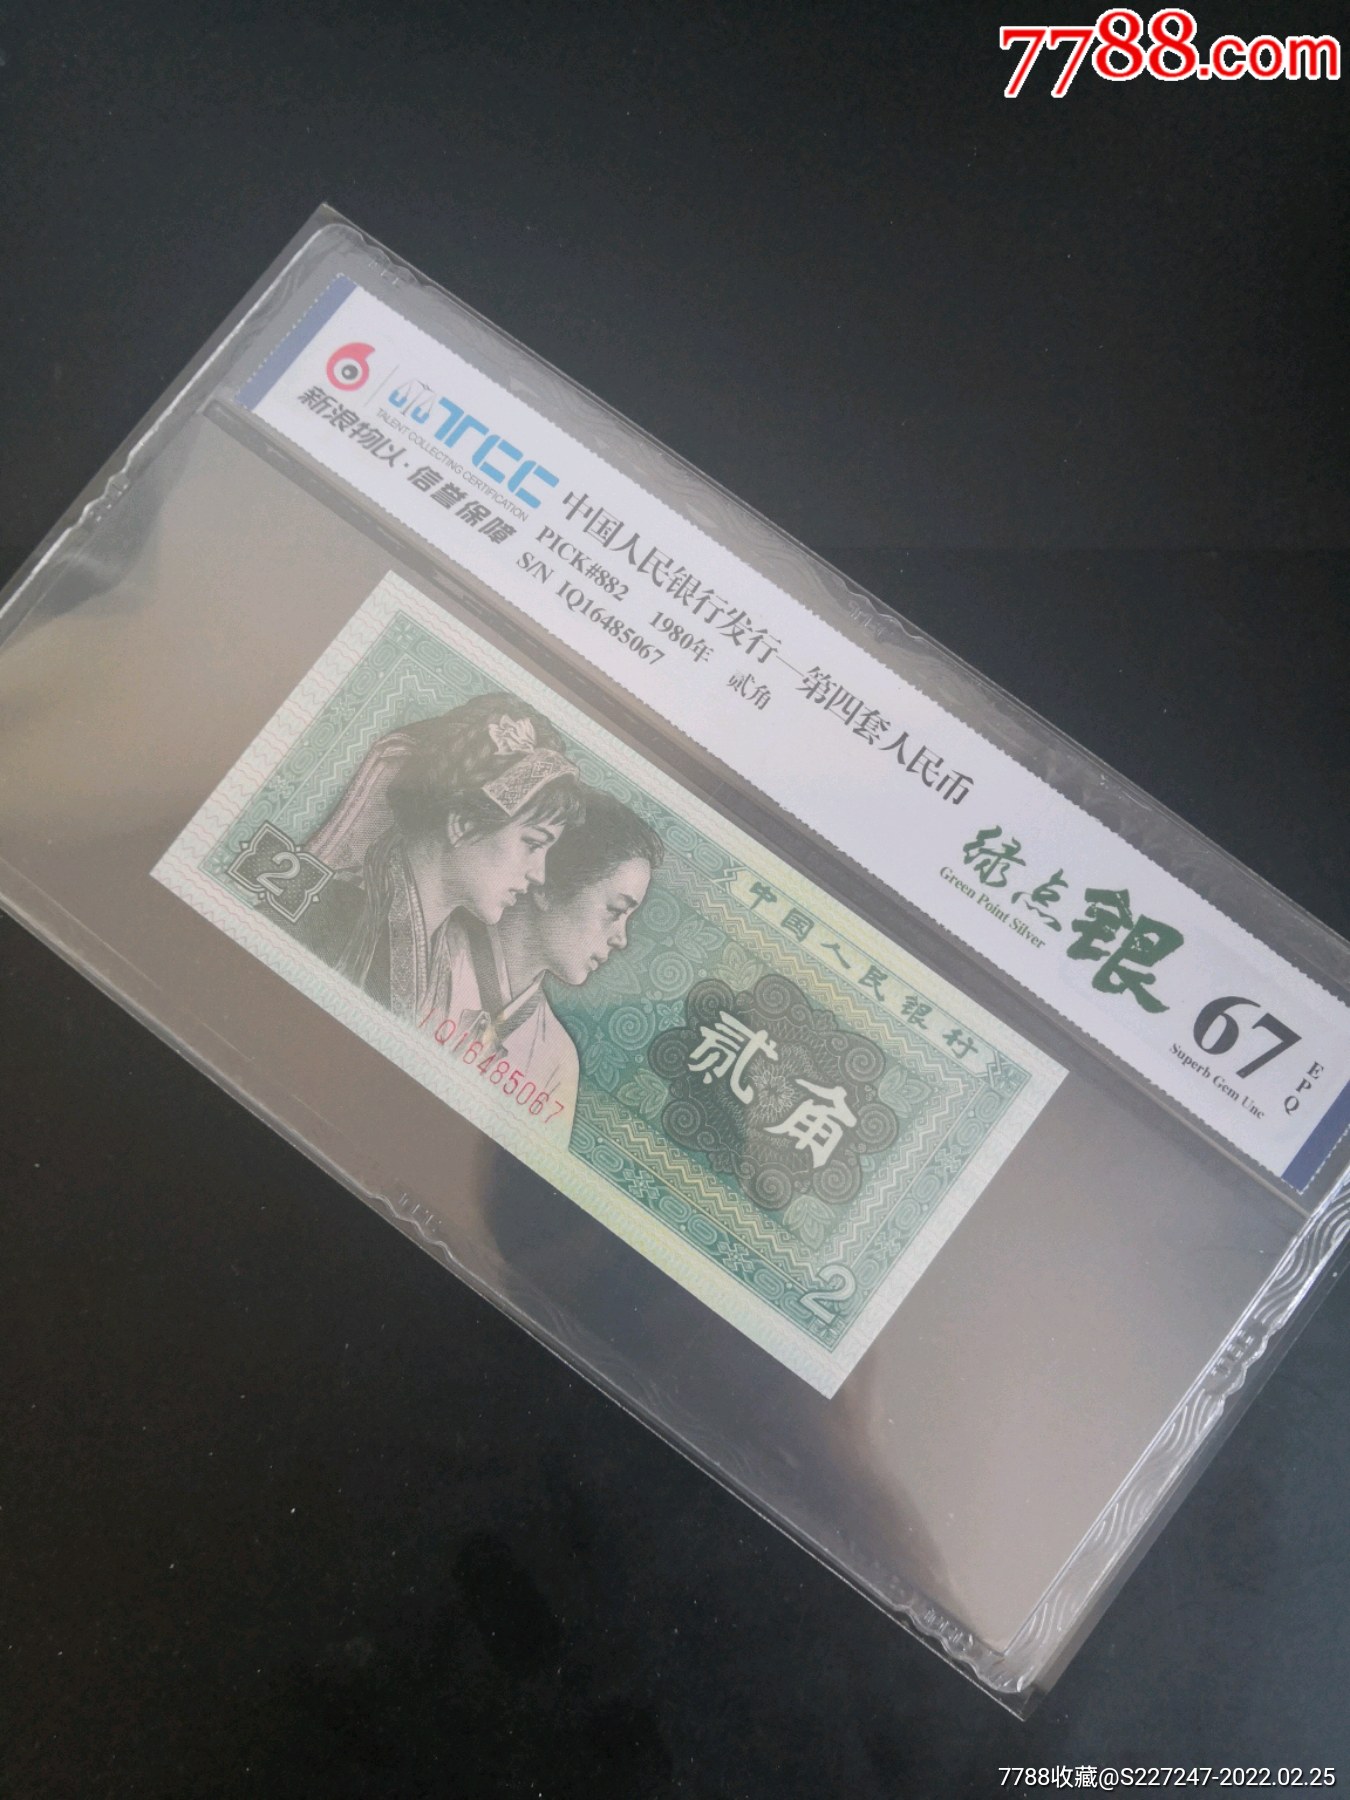 7788.com
TCC
TALENT COLLECTING CERTIFICATION
新浪物以·信誉保障
中国人民银行发行—第四套人民币
PICK#882 1980年 贰角
S/N IQ16485067
绿点银
Green Point Silver
67
EPQ
Superb Gem Unc
中国人民银行
贰角
2
IQ16485067
2
7788收藏@S227247-2022.02.25